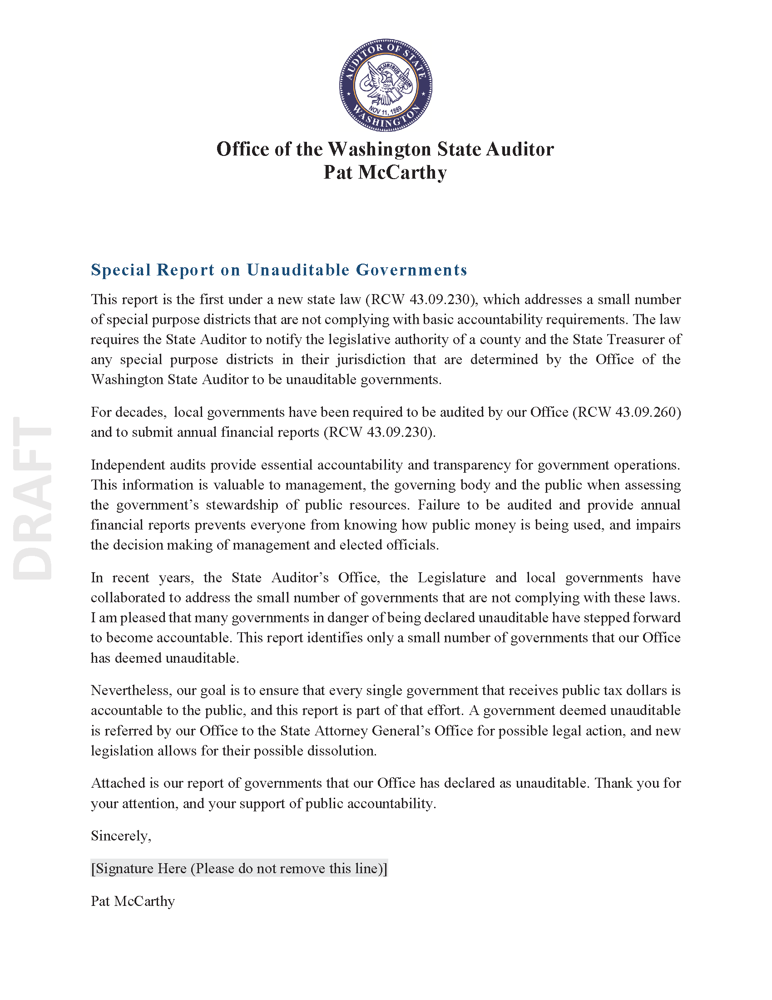 AUDITOR OF STATE
PLURIBUS UNUM
NOV 11, 1889
WASHINGTON
Office of the Washington State Auditor
Pat McCarthy
Special Report on Unauditable Governments
This report is the first under a new state law (RCW 43.09.230), which addresses a small number
of special purpose districts that are not complying with basic accountability requirements. The law
requires the State Auditor to notify the legislative authority of a county and the State Treasurer of
any special purpose districts in their jurisdiction that are determined by the Office of the
Washington State Auditor to be unauditable governments.
For decades,  local governments have been required to be audited by our Office (RCW 43.09.260)
and to submit annual financial reports (RCW 43.09.230).
Independent audits provide essential accountability and transparency for government operations.
This information is valuable to management, the governing body and the public when assessing
the government’s stewardship of public resources. Failure to be audited and provide annual
financial reports prevents everyone from knowing how public money is being used, and impairs
the decision making of management and elected officials.
In recent years, the State Auditor’s Office, the Legislature and local governments have
collaborated to address the small number of governments that are not complying with these laws.
I am pleased that many governments in danger of being declared unauditable have stepped forward
to become accountable. This report identifies only a small number of governments that our Office
has deemed unauditable.
Nevertheless, our goal is to ensure that every single government that receives public tax dollars is
accountable to the public, and this report is part of that effort. A government deemed unauditable
is referred by our Office to the State Attorney General’s Office for possible legal action, and new
legislation allows for their possible dissolution.
Attached is our report of governments that our Office has declared as unauditable. Thank you for
your attention, and your support of public accountability.
Sincerely,
[Signature Here (Please do not remove this line)]
Pat McCarthy
DRAFT